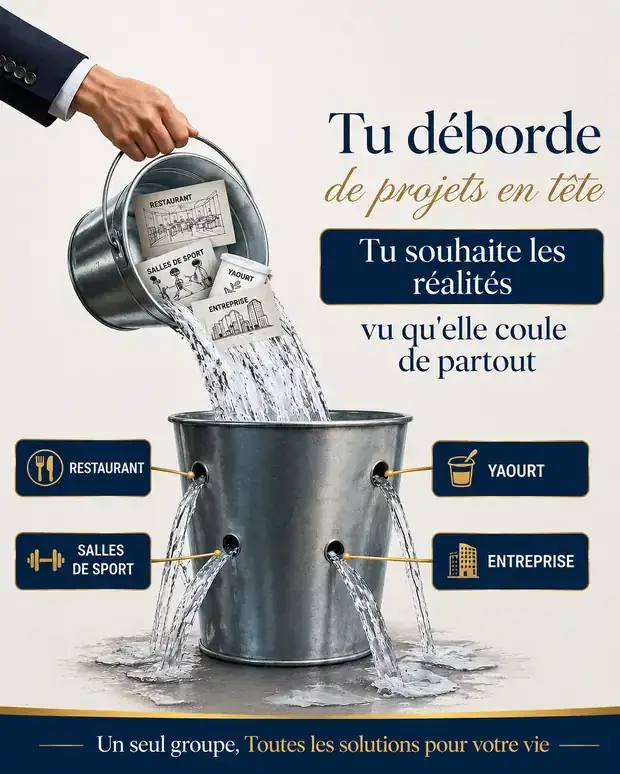 Tu déborde
de projets en tête
Tu souhaite les
réalités
vu qu'elle coule
de partout
RESTAURANT
SALLES DE SPORT
YAOURT
ENTREPRISE
RESTAURANT
YAOURT
SALLES
DE SPORT
ENTREPRISE
Un seul groupe, Toutes les solutions pour votre vie